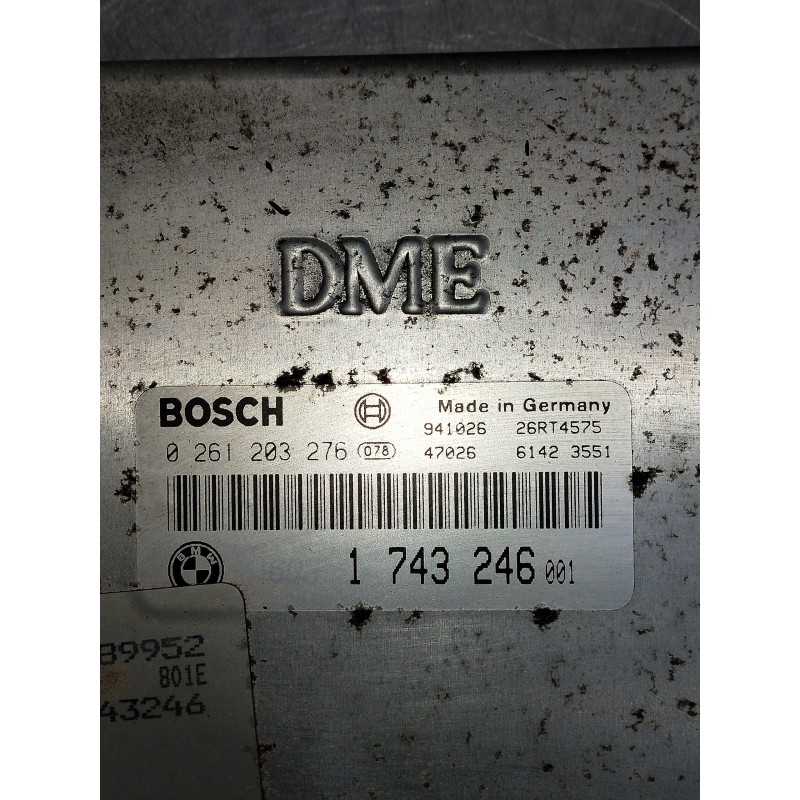 DME
BOSCH
Made in Germany
941026 26RT4575
0 261 203 276 078
47026 6142 3551
BMW
1 743 246 001
89952
801E
43246